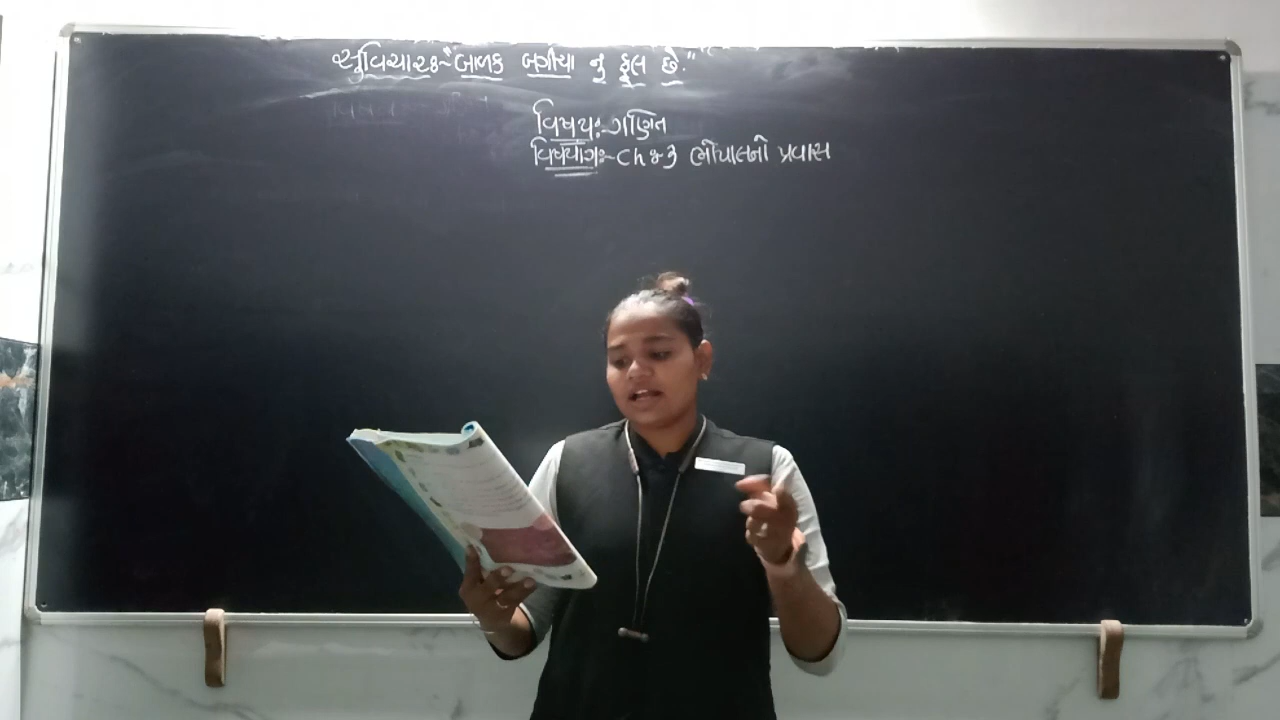 સુવિચાર:- "બાળક બગીચા નુ ફૂલ છે."
વિષય:- ગણિત
વિષયાંગ:- Ch:3 ભોપાલનો પ્રવાસ